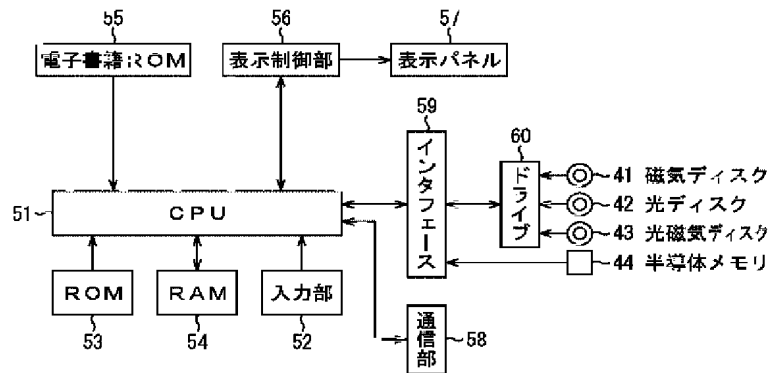 55
56
57
電子書籍ROM
表示制御部
表示パネル
59
インタフェース
60
ドライブ
41 磁気ディスク
42 光ディスク
43 光磁気ディスク
44 半導体メモリ
51
CPU
ROM
RAM
入力部
53
54
52
通信部
58